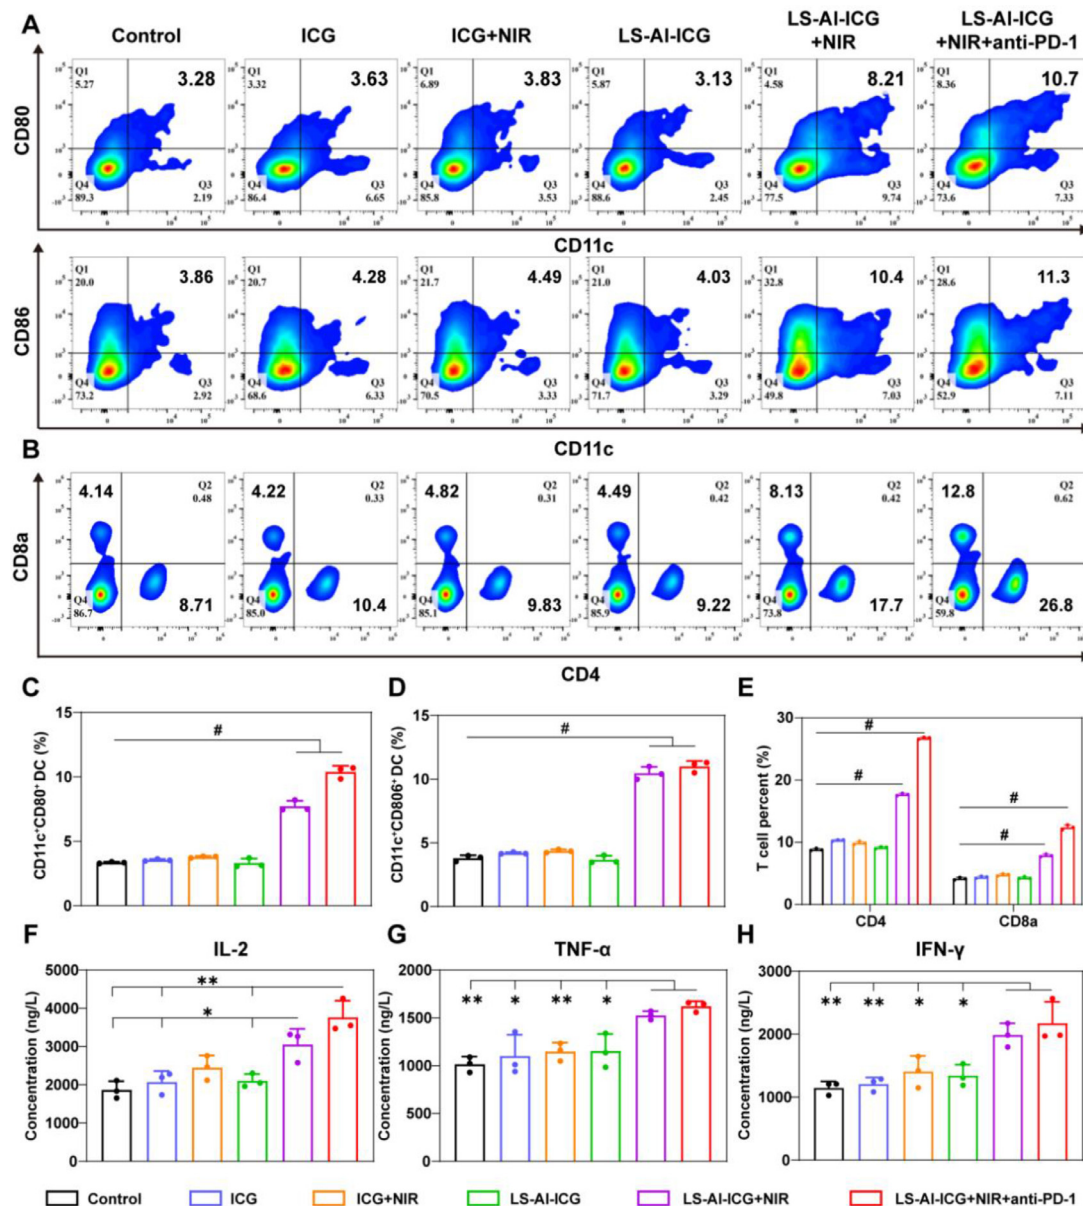 A
Control
ICG
ICG+NIR
LS-AI-ICG
LS-AI-ICG
+NIR
LS-AI-ICG
+NIR+anti-PD-1
CD80
Q1
5.27
3.28
Q4
89.3
Q3
2.19
Q1
3.32
3.63
Q4
86.4
Q3
6.65
Q1
6.89
3.83
Q4
85.8
Q3
3.53
Q1
5.87
3.13
Q4
88.6
Q3
2.45
Q1
4.58
8.21
Q4
77.5
Q3
9.74
Q1
8.36
10.7
Q4
73.6
Q3
7.33
CD11c
CD86
Q1
20.0
3.86
Q4
73.2
Q3
2.92
Q1
20.7
4.28
Q4
68.6
Q3
6.33
Q1
21.7
4.49
Q4
70.5
Q3
3.33
Q1
21.0
4.03
Q4
71.7
Q3
3.29
Q1
32.8
10.4
Q4
49.8
Q3
7.03
Q1
28.6
11.3
Q4
52.9
Q3
7.11
CD11c
B
CD8a
4.14
Q2
0.48
Q4
86.7
8.71
4.22
Q2
0.33
Q4
85.0
10.4
4.82
Q2
0.31
Q4
85.1
9.83
4.49
Q2
0.42
Q4
85.9
9.22
8.13
Q2
0.42
Q4
73.8
17.7
12.8
Q2
0.62
Q4
59.8
26.8
CD4
C
CD11c⁺CD80⁺ DC (%)
15
10
5
0
#
D
CD11c⁺CD806⁺ DC (%)
15
10
5
0
#
E
T cell percent (%)
30
20
10
0
#
#
#
#
CD4
CD8a
F
IL-2
Concentration (ng/L)
5000
4000
3000
2000
1000
0
**
*
G
TNF-α
Concentration (ng/L)
2000
1500
1000
500
0
** * ** *
H
IFN-γ
Concentration (ng/L)
3000
2000
1000
0
** ** * *
Control
ICG
ICG+NIR
LS-AI-ICG
LS-AI-ICG+NIR
LS-AI-ICG+NIR+anti-PD-1